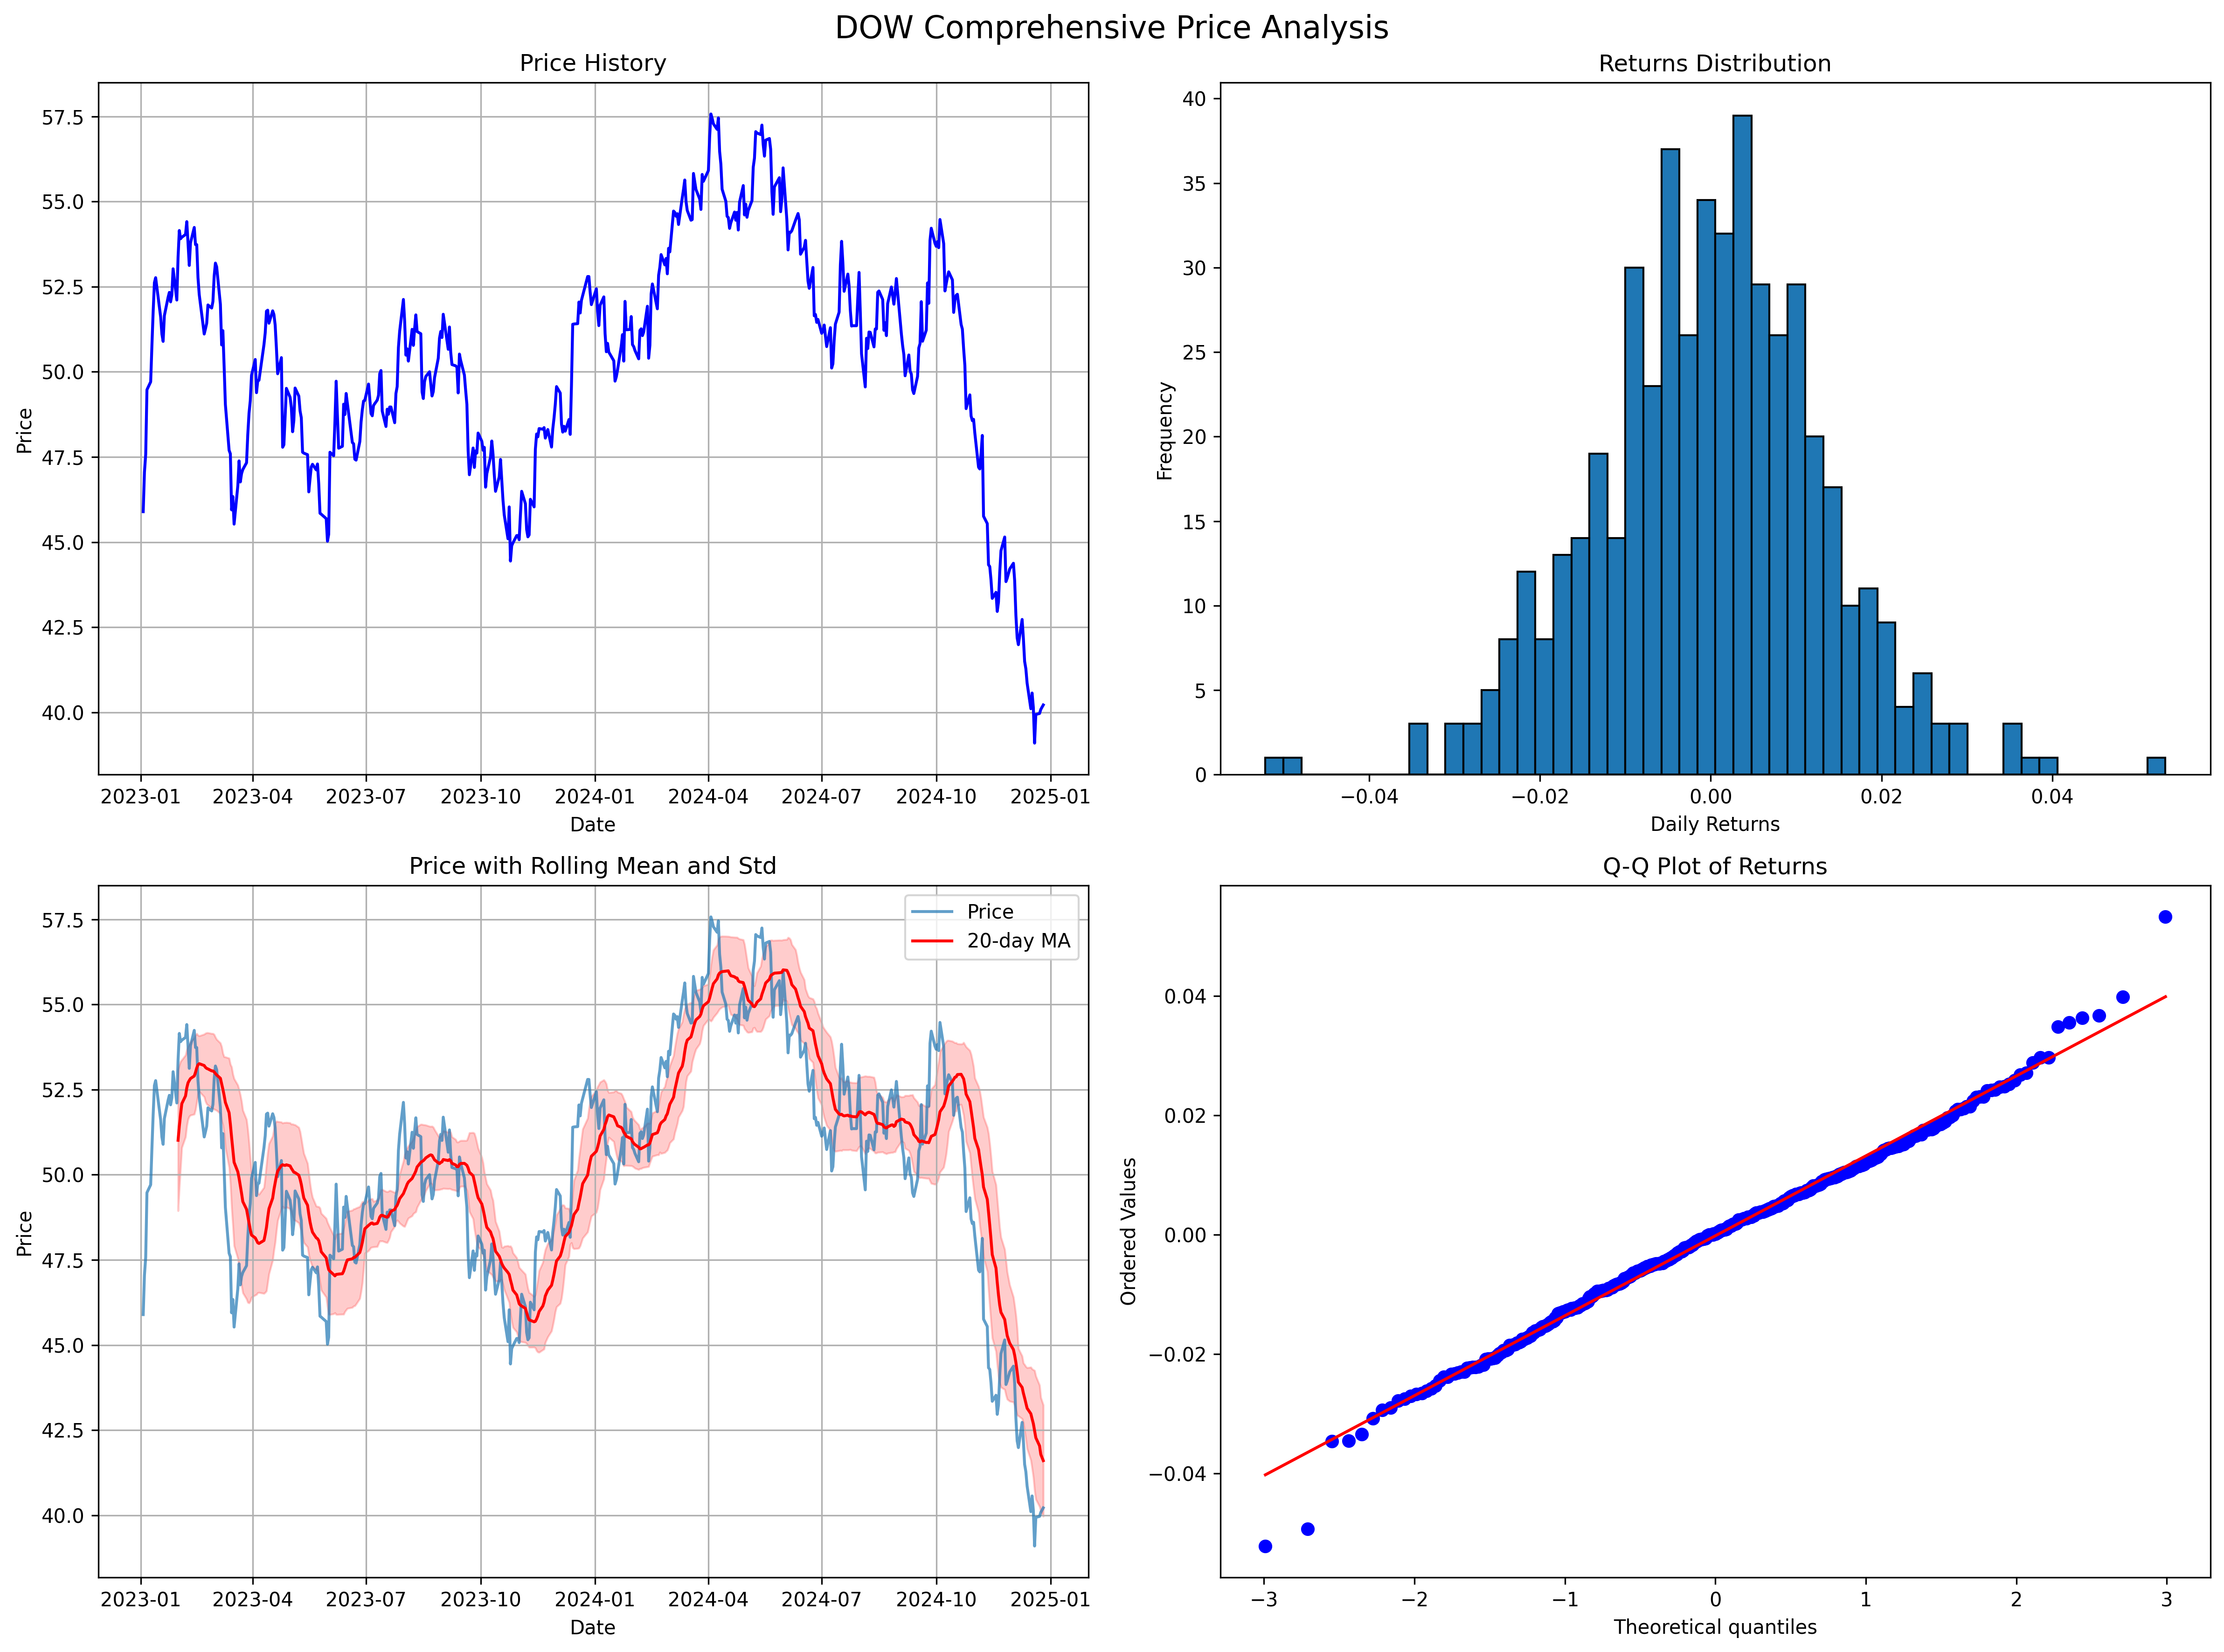 DOW Comprehensive Price Analysis
Price History
57.5
55.0
52.5
50.0
47.5
45.0
42.5
40.0
Price
2023-01 2023-04 2023-07 2023-10 2024-01 2024-04 2024-07 2024-10 2025-01
Date
Returns Distribution
40
35
30
25
20
15
10
5
0
Frequency
−0.04 −0.02 0.00 0.02 0.04
Daily Returns
Price with Rolling Mean and Std
Price
20-day MA
57.5
55.0
52.5
50.0
47.5
45.0
42.5
40.0
Price
2023-01 2023-04 2023-07 2023-10 2024-01 2024-04 2024-07 2024-10 2025-01
Date
Q-Q Plot of Returns
0.04
0.02
0.00
−0.02
−0.04
Ordered Values
−3 −2 −1 0 1 2 3
Theoretical quantiles